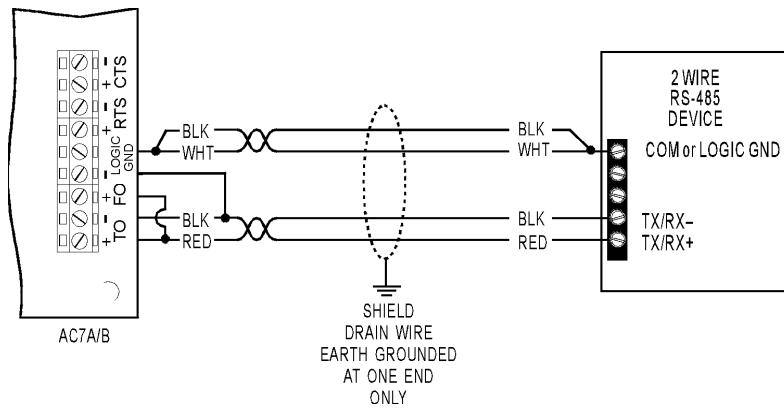 - CTS
+
- RTS
+
LOGIC
GND
-
+ FO
-
+ TO
AC7A/B
BLK
WHT
BLK
RED
SHIELD
DRAIN WIRE
EARTH GROUNDED
AT ONE END
ONLY
BLK
WHT
BLK
RED
2 WIRE
RS-485
DEVICE
COM or LOGIC GND
TX/RX–
TX/RX+